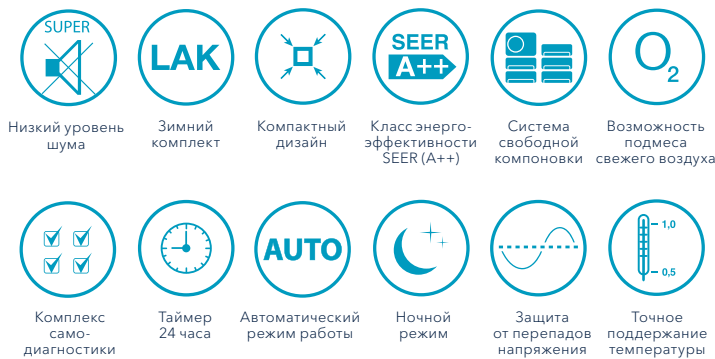 SUPER
Низкий уровень
шума
LAK
Зимний
комплект
Компактный
дизайн
SEER
A++
Класс энерго-
эффективности
SEER (A++)
Система
свободной
компоновки
O2
Возможность
подмеса
свежего воздуха
Комплекс
само-
диагностики
Таймер
24 часа
AUTO
Автоматический
режим работы
Ночной
режим
Защита
от перепадов
напряжения
1,0
0,5
Точное
поддержание
температуры